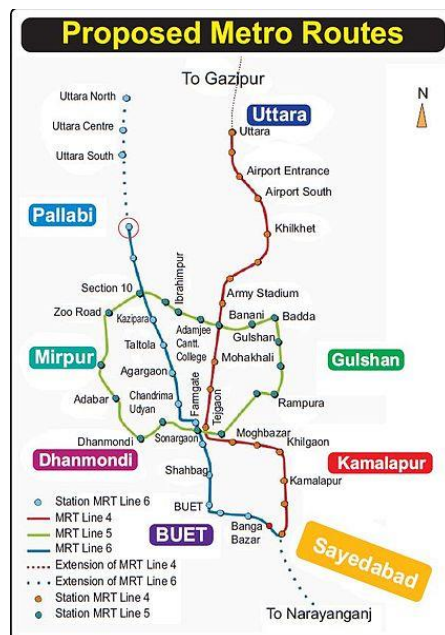 Proposed Metro Routes
To Gazipur
N
Uttara North
Uttara Centre
Uttara South
Uttara
Uttara
Airport Entrance
Airport South
Khilkhet
Pallabi
Section 10
Ibrahimpur
Army Stadium
Zoo Road
Kazipara
Adamjee
Cantt.
College
Banani
Badda
Gulshan
Mirpur
Taltola
Mohakhali
Gulshan
Agargaon
Farmgate
Tejgaon
Adabar
Chandrima
Udyan
Rampura
Dhanmondi
Sonargaon
Moghbazar
Khilgaon
Dhanmondi
Shahbag
Kamalapur
Kamalapur
Station MRT Line 6
MRT Line 4
MRT Line 5
MRT Line 6
Extension of MRT Line 4
Extension of MRT Line 6
Station MRT Line 4
Station MRT Line 5
BUET
BUET
Banga
Bazar
Sayedabad
To Narayanganj